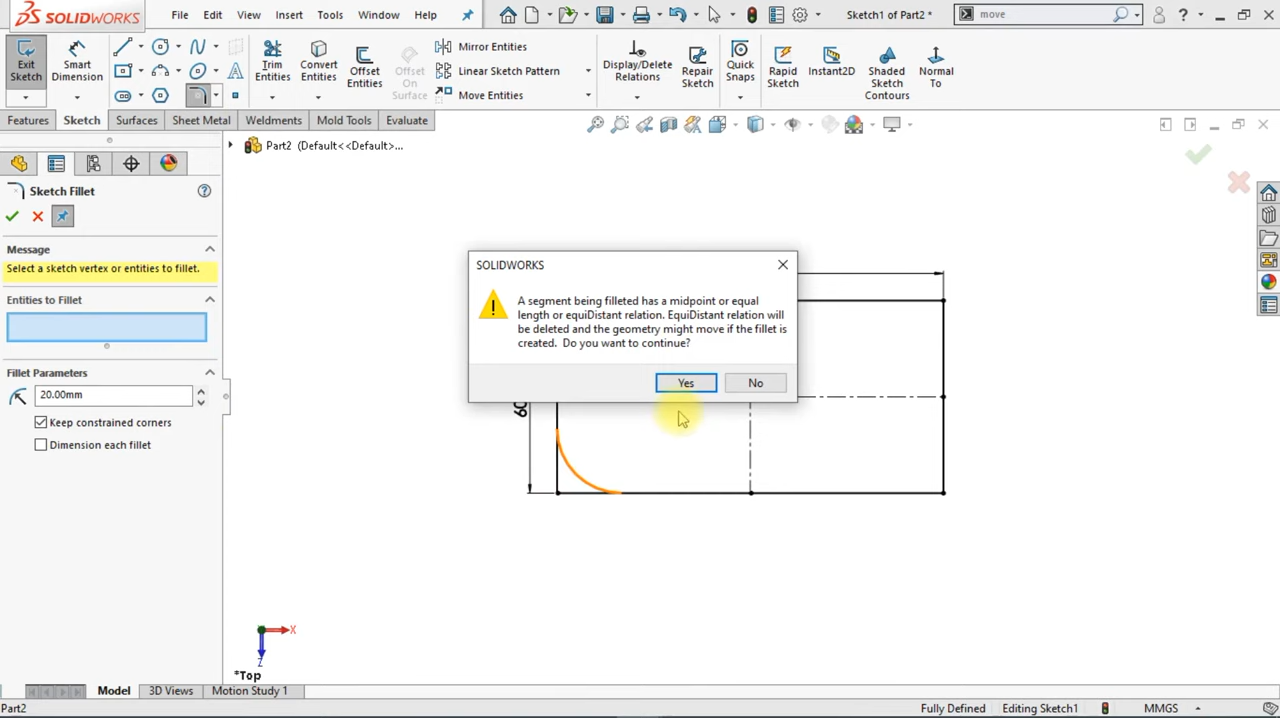 SOLIDWORKS
File Edit View Insert Tools Window Help
Sketch1 of Part2 *
move
?
Exit Sketch
Smart Dimension
Trim Entities
Convert Entities
Offset Entities
Offset On Surface
Mirror Entities
Linear Sketch Pattern
Move Entities
Display/Delete Relations
Repair Sketch
Quick Snaps
Rapid Sketch
Instant2D
Shaded Sketch Contours
Normal To
Features Sketch Surfaces Sheet Metal Weldments Mold Tools Evaluate
Part2 (Default<<Default>...
Sketch Fillet
?
Message
Select a sketch vertex or entities to fillet.
Entities to Fillet
Fillet Parameters
20.00mm
Keep constrained corners
Dimension each fillet
SOLIDWORKS
A segment being filleted has a midpoint or equal
length or equiDistant relation. EquiDistant relation will
be deleted and the geometry might move if the fillet is
created. Do you want to continue?
Yes No
60
X
Z
*Top
Model 3D Views Motion Study 1
Part2
Fully Defined Editing Sketch1 MMGS